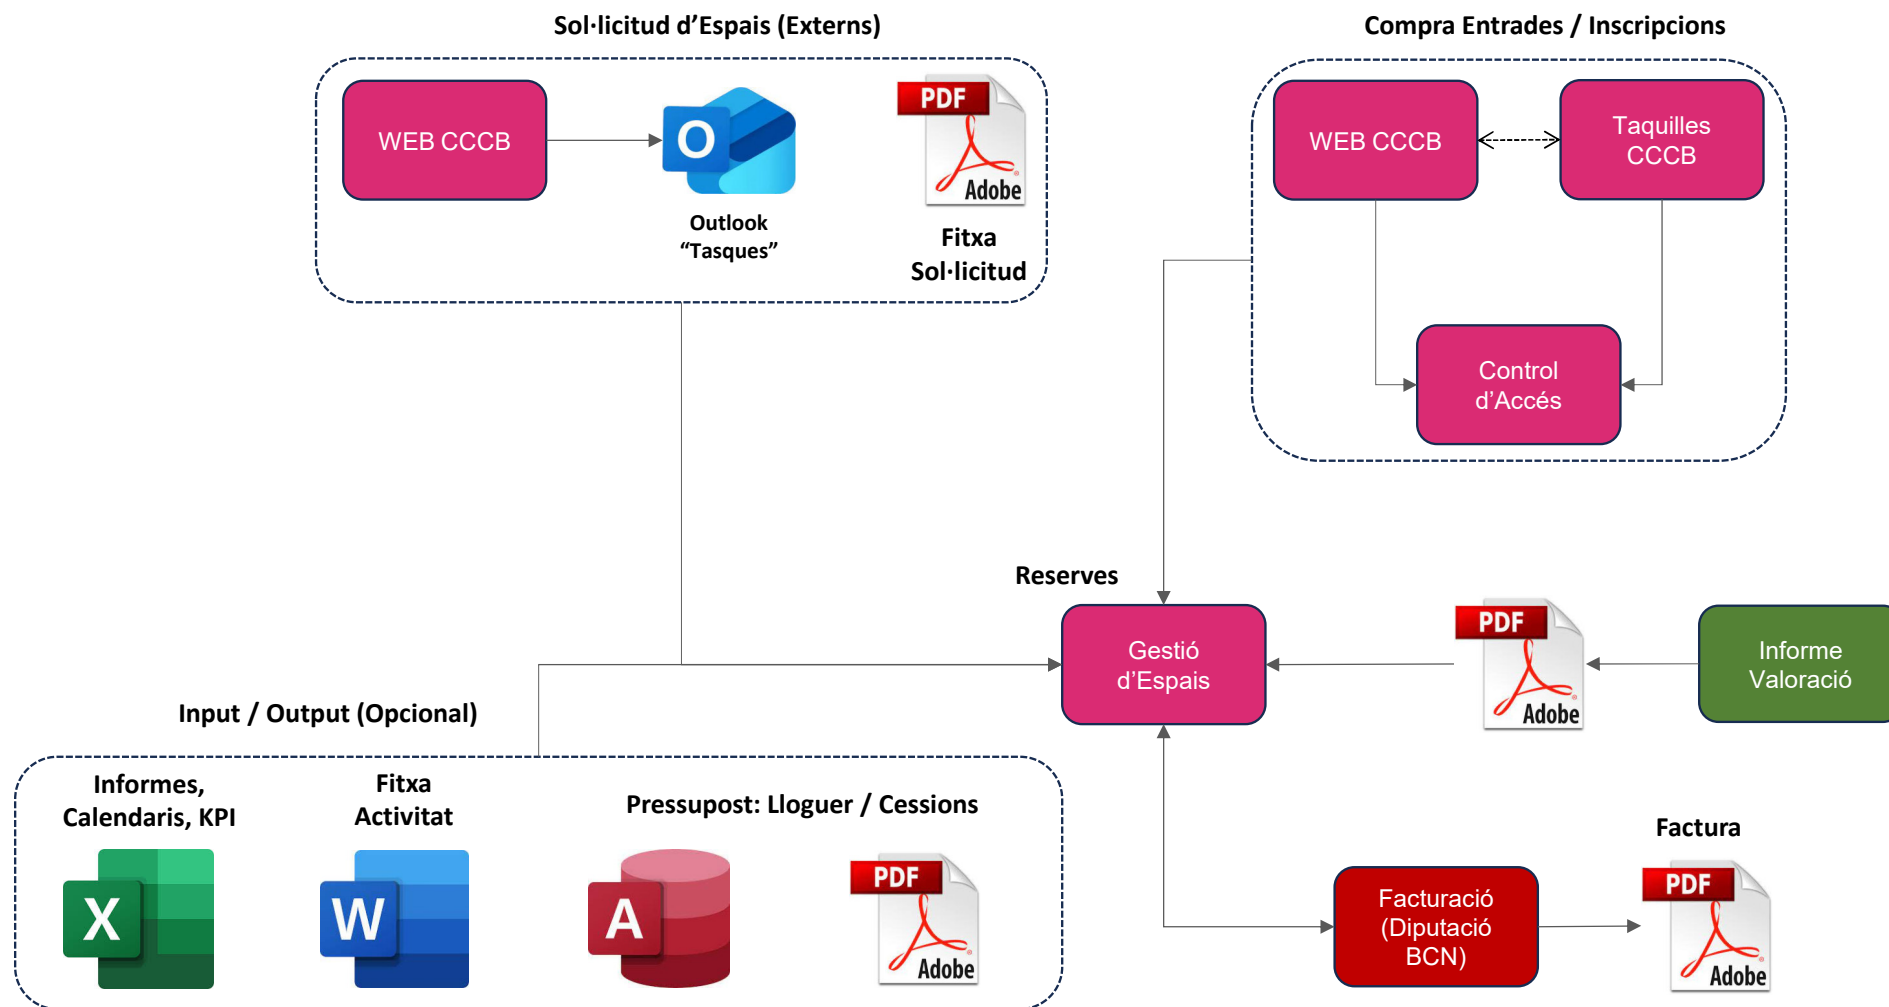 Sol·licitud d’Espais (Externs)
WEB CCCB
O
Outlook
“Tasques”
PDF
Adobe
Fitxa
Sol·licitud
Compra Entrades / Inscripcions
WEB CCCB
Taquilles
CCCB
Control
d’Accés
Reserves
Gestió
d’Espais
PDF
Adobe
Informe
Valoració
Input / Output (Opcional)
Informes,
Calendaris, KPI
X
Fitxa
Activitat
W
Pressupost: Lloguer / Cessions
A
PDF
Adobe
Facturació
(Diputació
BCN)
Factura
PDF
Adobe